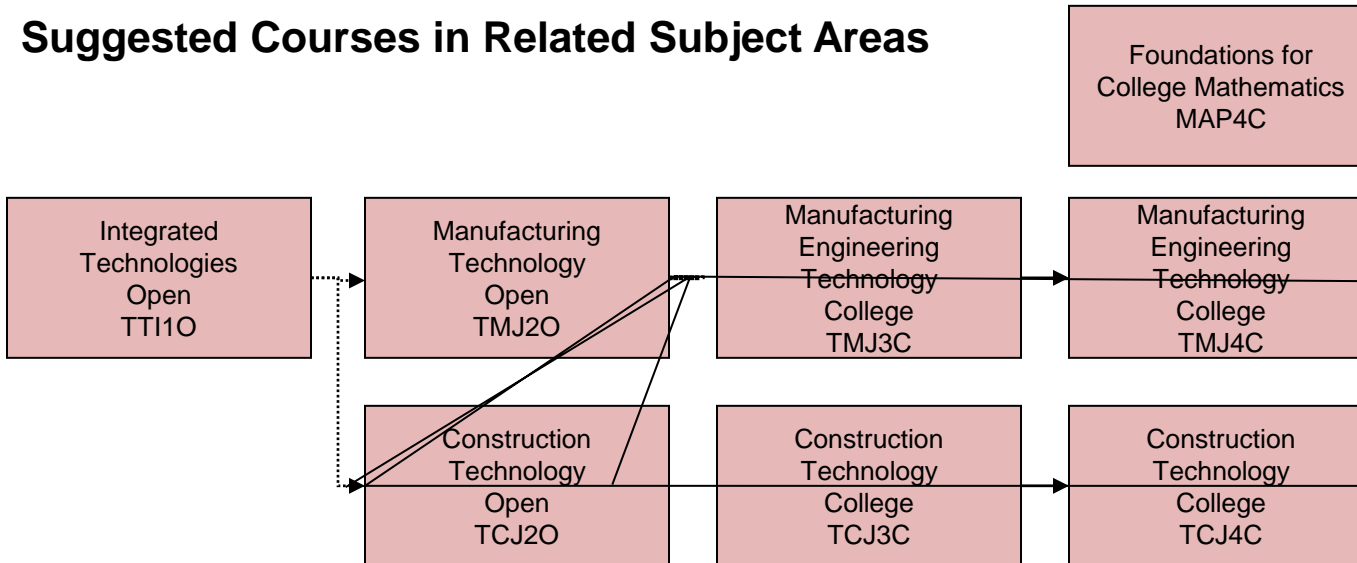 Suggested Courses in Related Subject Areas
Foundations for
College Mathematics
MAP4C
Integrated
Technologies
Open
TTI1O
Manufacturing
Technology
Open
TMJ2O
Manufacturing
Engineering
Technology
College
TMJ3C
Manufacturing
Engineering
Technology
College
TMJ4C
Construction
Technology
Open
TCJ2O
Construction
Technology
College
TCJ3C
Construction
Technology
College
TCJ4C